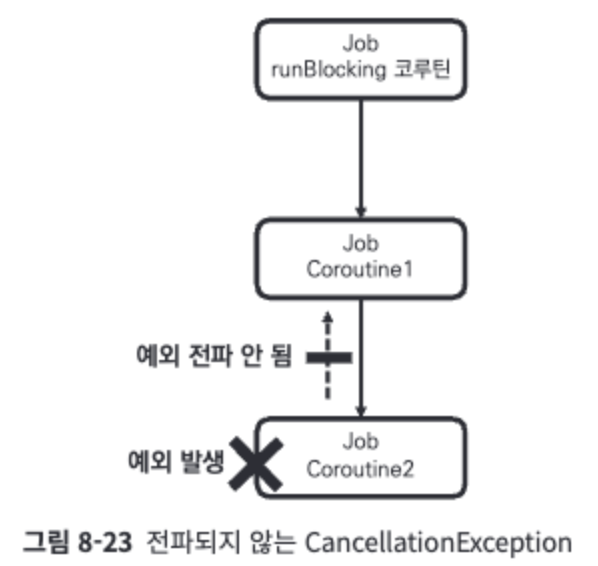 Job
runBlocking 코루틴
Job
Coroutine1
예외 전파 안 됨
Job
Coroutine2
예외 발생
그림 8-23 전파되지 않는 CancellationException